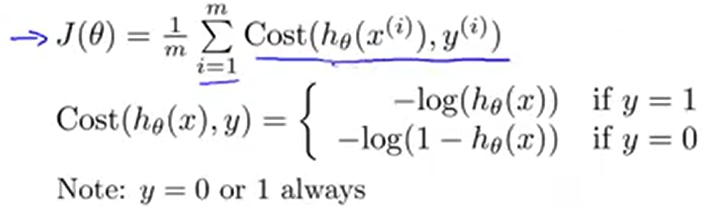 → J(θ) = 1/m ∑_{i=1}^{m} Cost(h_θ(x^{(i)}), y^{(i)})
Cost(h_θ(x), y) = { −log(h_θ(x)) if y = 1
−log(1 − h_θ(x)) if y = 0
Note: y = 0 or 1 always